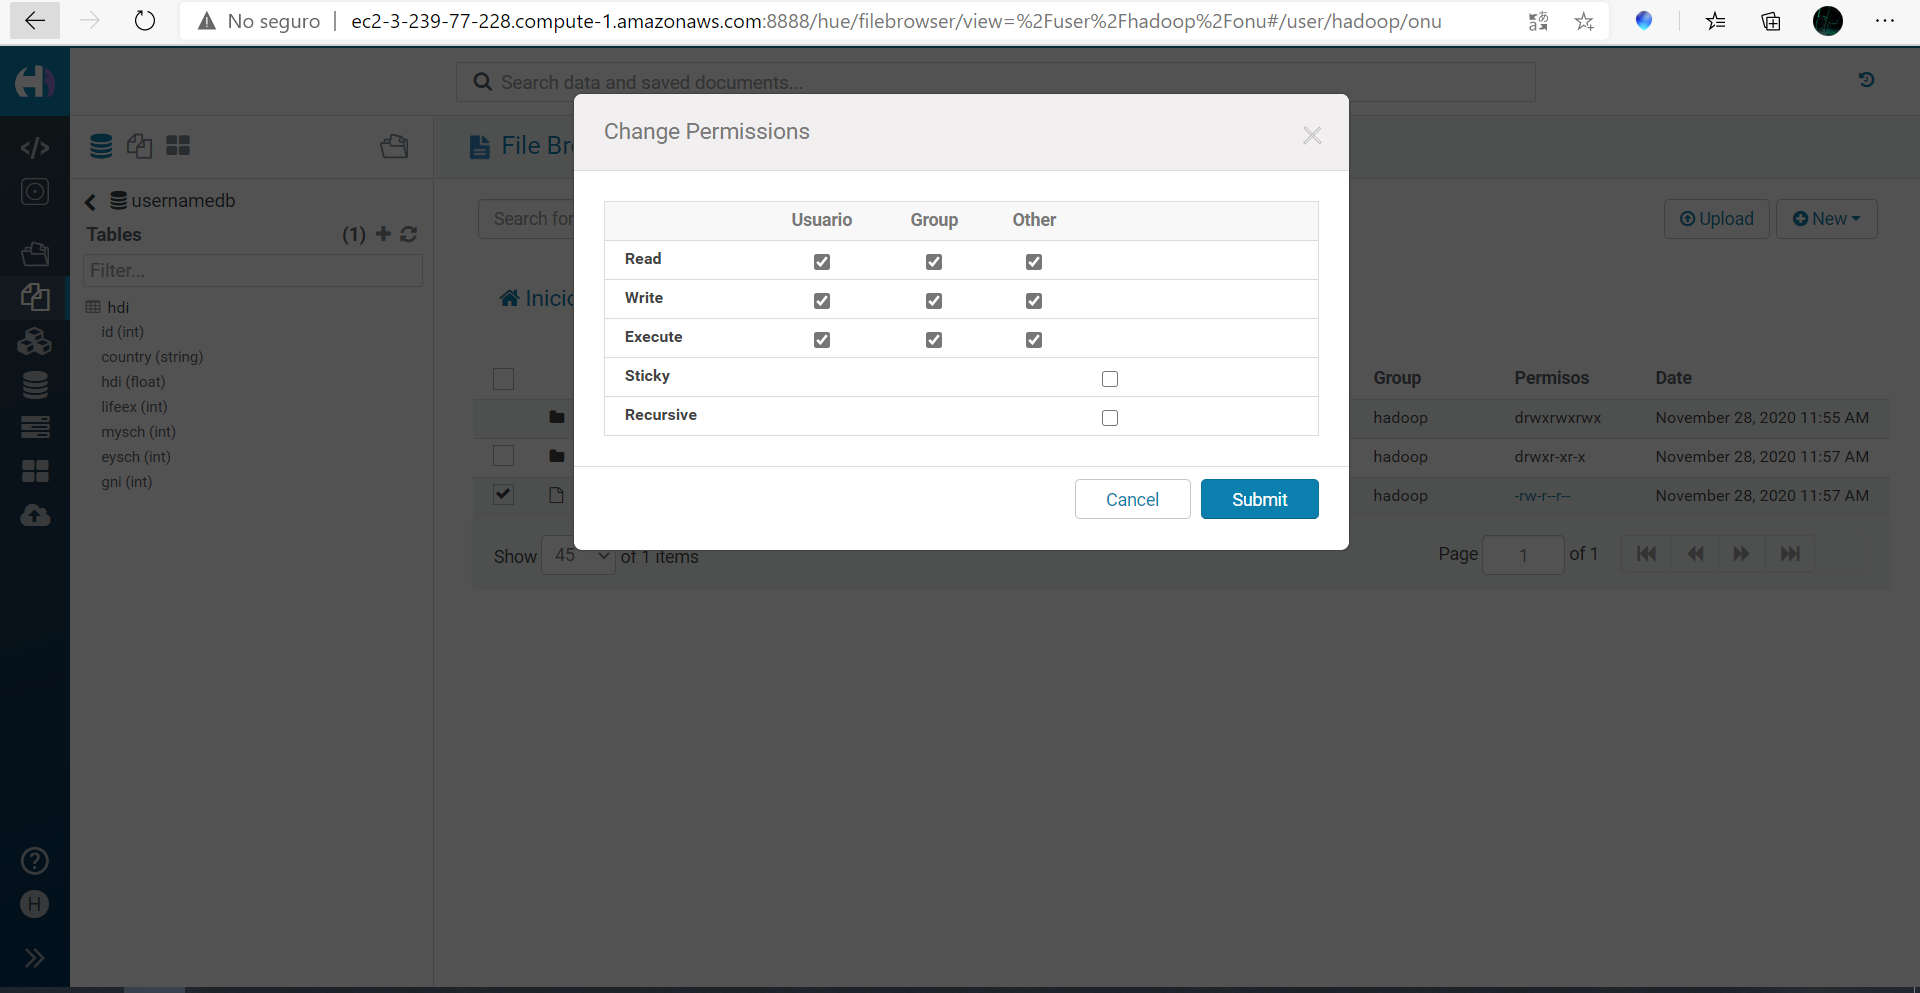 No seguro | ec2-3-239-77-228.compute-1.amazonaws.com:8888/hue/filebrowser/view=%2Fuser%2Fhadoop%2Fonu#/user/hadoop/onu
Search data and saved documents...
Change Permissions
File Br
usernamedb
Tables (1)
Filter...
hdi
id (int)
country (string)
hdi (float)
lifeex (int)
mysch (int)
eysch (int)
gni (int)
Search for
Upload
New
Inicio
Usuario Group Other
Read
Write
Execute
Sticky
Recursive
Cancel Submit
Group Permisos Date
hadoop drwxrwxrwx November 28, 2020 11:55 AM
hadoop drwxr-xr-x November 28, 2020 11:57 AM
hadoop -rw-r--r-- November 28, 2020 11:57 AM
Show 45 of 1 items
Page 1 of 1
H